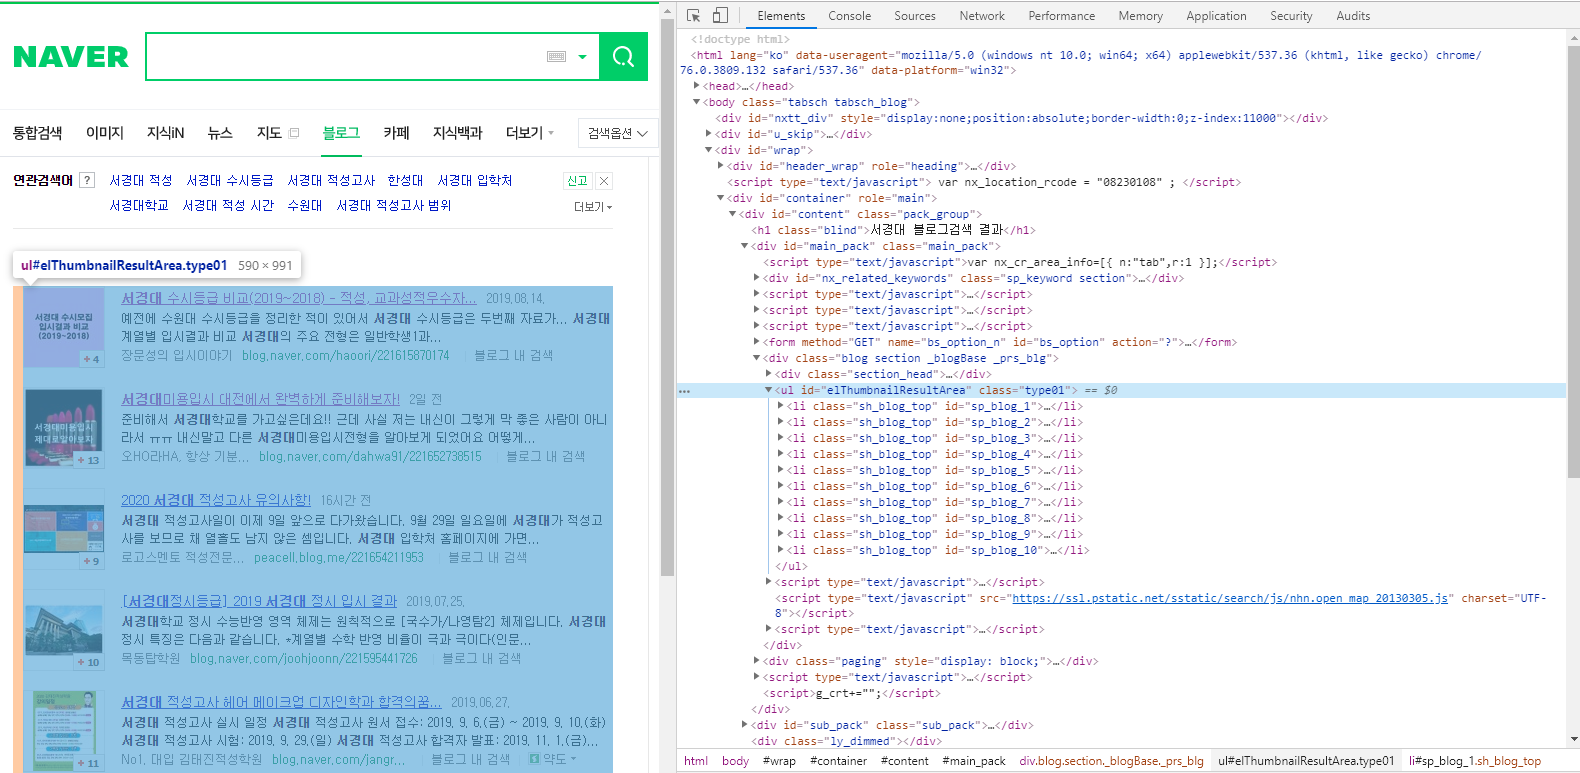 NAVER
통합검색 이미지 지식iN 뉴스 지도 블로그 카페 지식백과 더보기 검색옵션
연관검색어 ? 서경대 적성 서경대 수시등급 서경대 적성고사 한성대 서경대 입학처 신고
서경대학교 서경대 적성 시간 수원대 서경대 적성고사 범위 더보기
ul#elThumbnailResultArea.type01 590 × 991
서경대 수시모집
입시결과 비교
(2019~2018)
+ 4
서경대 수시등급 비교(2019~2018) - 적성, 교과성적우수자... 2019.08.14.
예전에 수원대 수시등급을 정리한 적이 있어서 서경대 수시등급은 두번째 자료가... 서경대
계열별 입시결과 비교 서경대의 주요 전형은 일반학생1과...
장문성의 입시이야기 blog.naver.com/haoori/221615870174 블로그 내 검색
서경대미용입시
제대로알아보자
+ 13
서경대미용입시 대전에서 완벽하게 준비해보자! 2일 전
준비해서 서경대학교를 가고싶은데요!! 근데 사실 저는 내신이 그렇게 막 좋은 사람이 아니
라서 ㅠㅠ 내신말고 다른 서경대미용입시전형을 알아보게 되었어요 어떻게...
오HO라HA, 항상 기분... blog.naver.com/dahwa91/221652738515 블로그 내 검색
+ 9
2020 서경대 적성고사 유의사항! 16시간 전
서경대 적성고사일이 이제 9일 앞으로 다가왔습니다. 9월 29일 일요일에 서경대가 적성고
사를 보므로 채 열흘도 남지 않은 셈입니다. 서경대 입학처 홈페이지에 가면...
로고스멘토 적성전문... peacell.blog.me/221654211953 블로그 내 검색
+ 10
[서경대정시등급] 2019 서경대 정시 입시 결과 2019.07.25.
서경대학교 정시 수능반영 영역 체제는 원칙적으로 [국수가/나영탐2] 체제입니다. 서경대
정시 특징은 다음과 같습니다. *계열별 수학 반영 비율이 극과 극이다(인문...
목동탑학원 blog.naver.com/joohjoonn/221595441726 블로그 내 검색
+ 11
서경대 적성고사 헤어 메이크업 디자인학과 합격의꿈... 2019.06.27.
서경대 적성고사 실시 일정 서경대 적성고사 원서 접수: 2019. 9. 6.(금) ~ 2019. 9. 10.(화)
서경대 적성고사 시험: 2019. 9. 29.(일) 서경대 적성고사 합격자 발표: 2019. 11. 1.(금)...
No1. 대입 김태진적성학원 blog.naver.com/jangr... 블로그 내 검색 약도
Elements Console Sources Network Performance Memory Application Security Audits
<!doctype html>
<html lang="ko" data-useragent="mozilla/5.0 (windows nt 10.0; win64; x64) applewebkit/537.36 (khtml, like gecko) chrome/
76.0.3809.132 safari/537.36" data-platform="win32">
<head>…</head>
<body class="tabsch tabsch_blog">
<div id="nxtt_div" style="display:none;position:absolute;border-width:0;z-index:11000"></div>
<div id="u_skip">…</div>
<div id="wrap">
<div id="header_wrap" role="heading">…</div>
<script type="text/javascript"> var nx_location_rcode = "08230108" ; </script>
<div id="container" role="main">
<div id="content" class="pack_group">
<h1 class="blind">서경대 블로그검색 결과</h1>
<div id="main_pack" class="main_pack">
<script type="text/javascript">var nx_cr_area_info=[{ n:"tab",r:1 }];</script>
<div id="nx_related_keywords" class="sp_keyword section">…</div>
<script type="text/javascript">…</script>
<script type="text/javascript">…</script>
<script type="text/javascript">…</script>
<form method="GET" name="bs_option_n" id="bs_option" action="?">…</form>
<div class="blog section _blogBase _prs_blg">
<div class="section_head">…</div>
<ul id="elThumbnailResultArea" class="type01"> == $0
<li class="sh_blog_top" id="sp_blog_1">…</li>
<li class="sh_blog_top" id="sp_blog_2">…</li>
<li class="sh_blog_top" id="sp_blog_3">…</li>
<li class="sh_blog_top" id="sp_blog_4">…</li>
<li class="sh_blog_top" id="sp_blog_5">…</li>
<li class="sh_blog_top" id="sp_blog_6">…</li>
<li class="sh_blog_top" id="sp_blog_7">…</li>
<li class="sh_blog_top" id="sp_blog_8">…</li>
<li class="sh_blog_top" id="sp_blog_9">…</li>
<li class="sh_blog_top" id="sp_blog_10">…</li>
</ul>
<script type="text/javascript">…</script>
<script type="text/javascript" src="https://ssl.pstatic.net/sstatic/search/js/nhn.open_map_20130305.js" charset="UTF-
8"></script>
<script type="text/javascript">…</script>
</div>
<div class="paging" style="display: block;">…</div>
<script type="text/javascript">…</script>
<script>g_crt+="";</script>
</div>
<div id="sub_pack" class="sub_pack">…</div>
<div class="ly_dimmed"></div>
html body #wrap #container #content #main_pack div.blog.section._blogBase._prs_blg ul#elThumbnailResultArea.type01 li#sp_blog_1.sh_blog_top